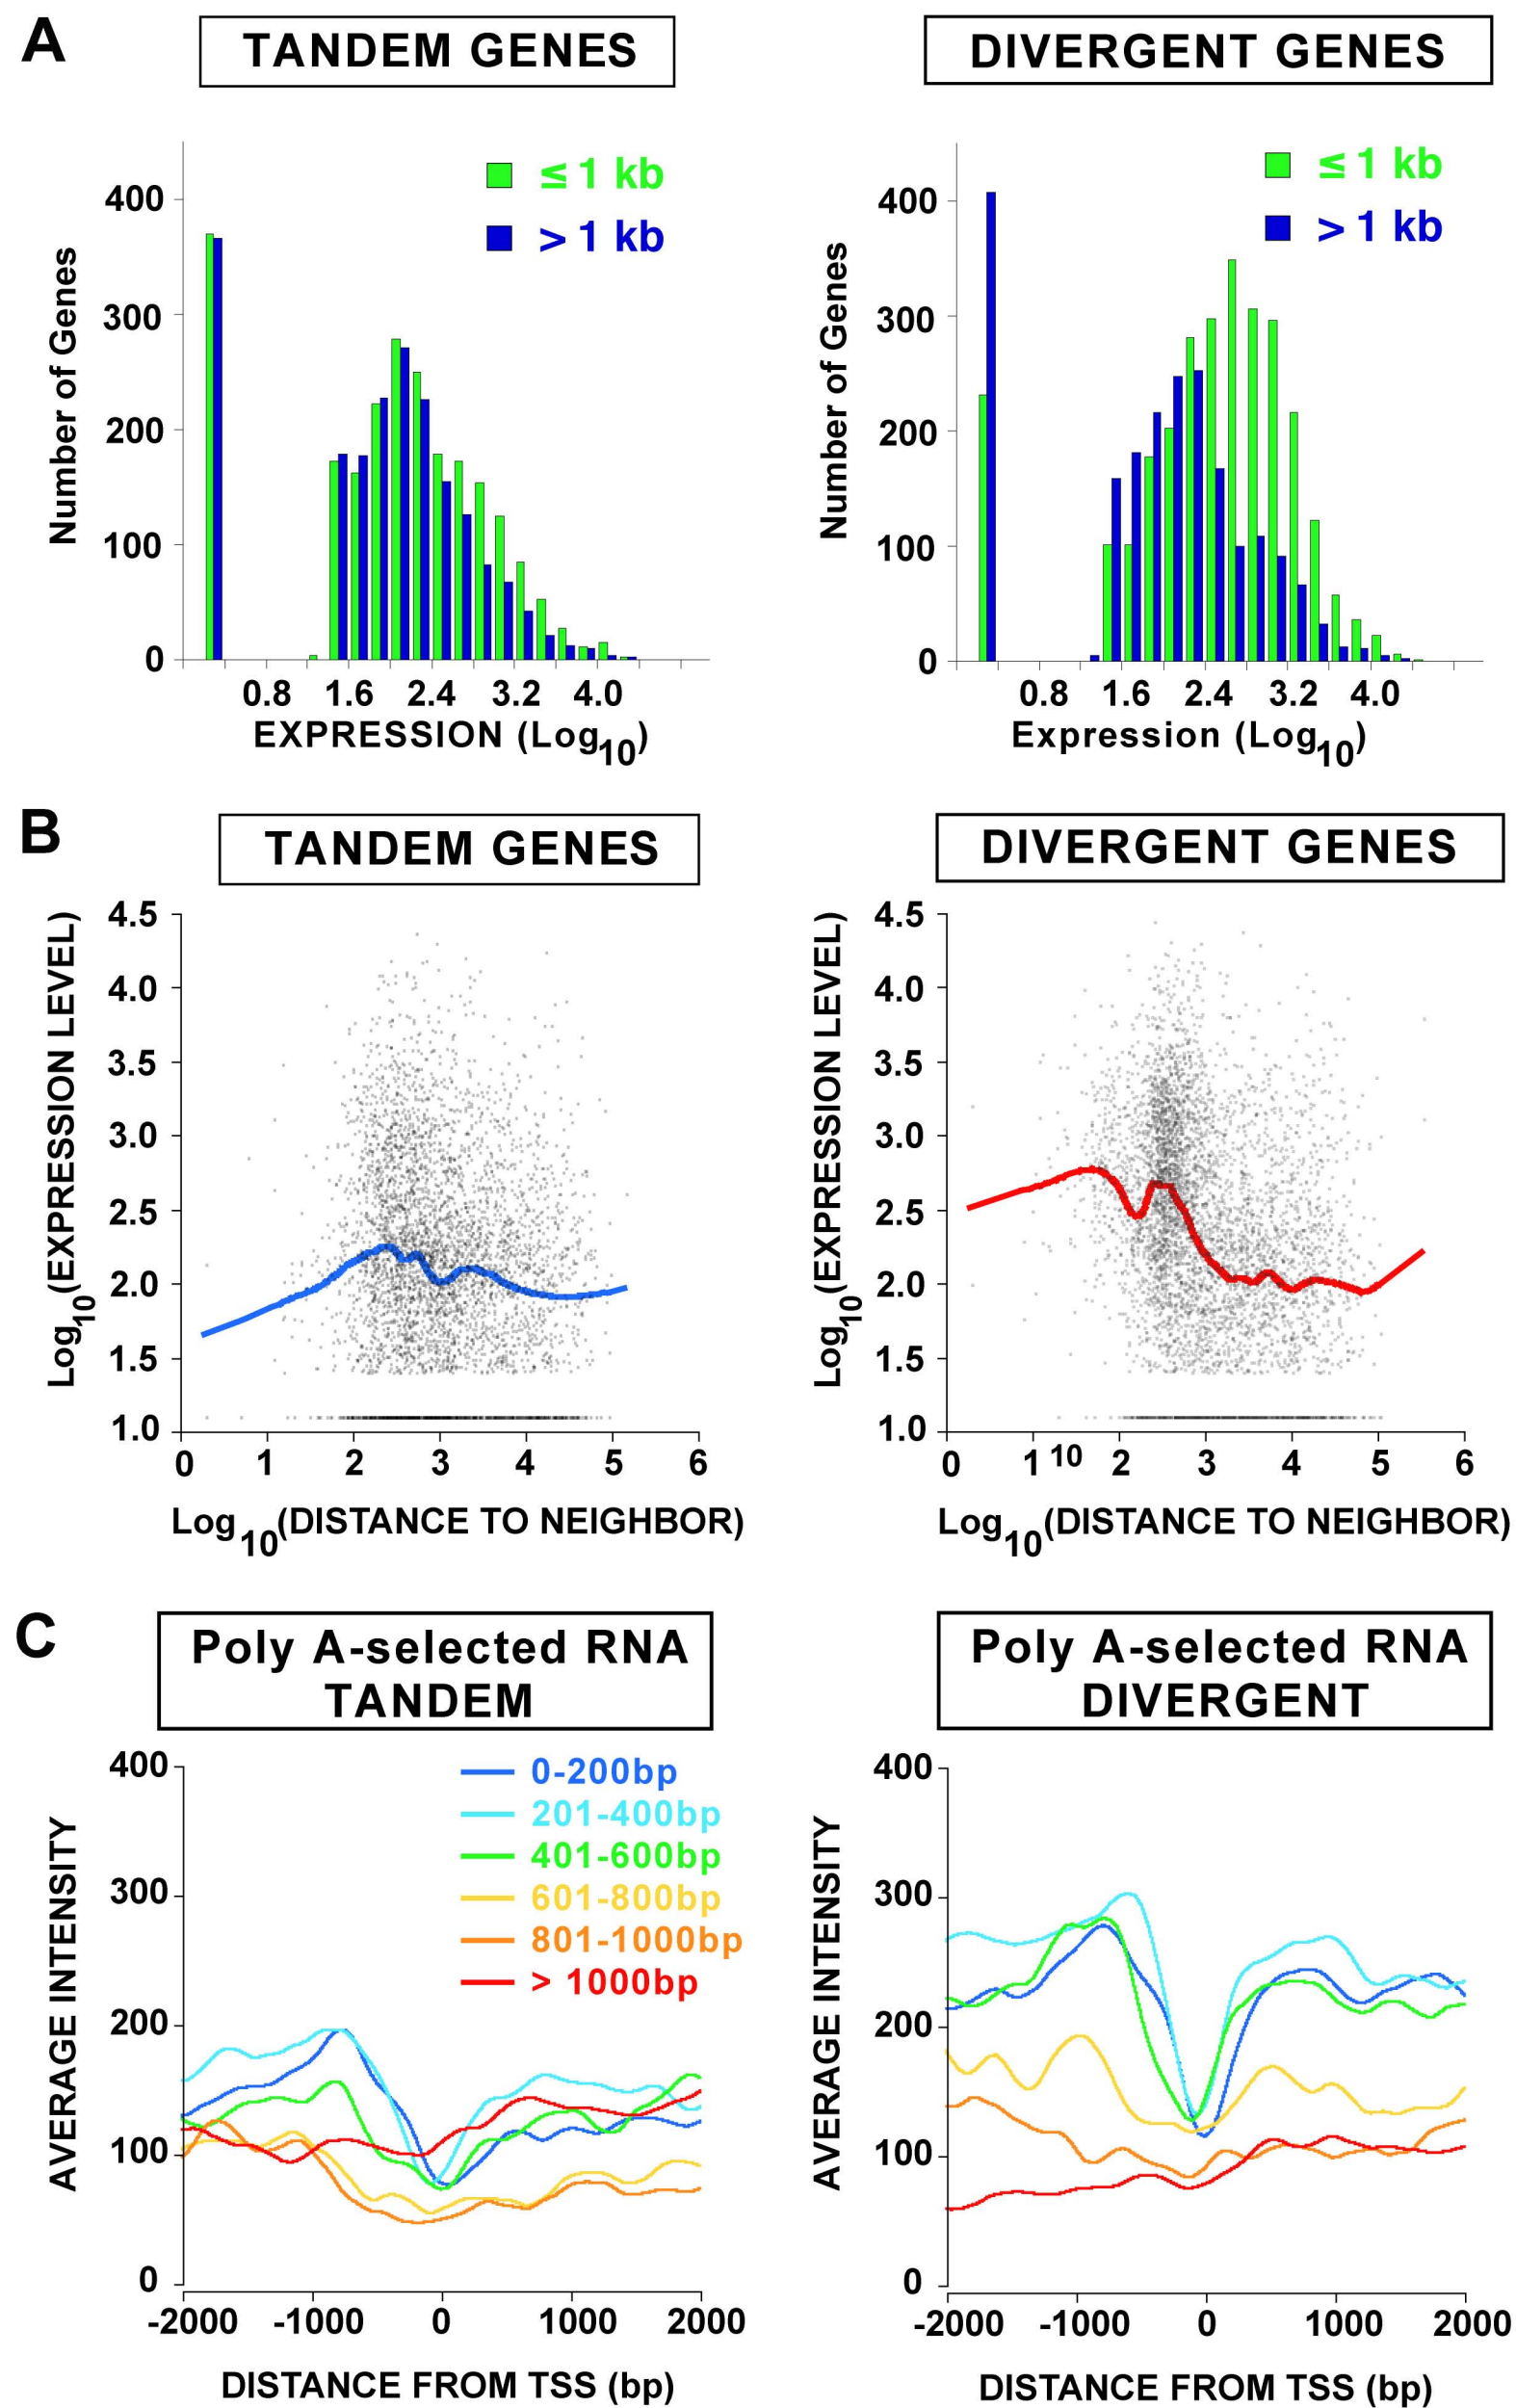 A
TANDEM GENES
DIVERGENT GENES
≤ 1 kb
> 1 kb
Number of Genes
400
300
200
100
0
0.8 1.6 2.4 3.2 4.0
EXPRESSION (Log10)
≤ 1 kb
> 1 kb
Number of Genes
400
300
200
100
0
0.8 1.6 2.4 3.2 4.0
Expression (Log10)
B
TANDEM GENES
DIVERGENT GENES
Log10(EXPRESSION LEVEL)
4.5
4.0
3.5
3.0
2.5
2.0
1.5
1.0
0 1 2 3 4 5 6
Log10(DISTANCE TO NEIGHBOR)
Log10(EXPRESSION LEVEL)
4.5
4.0
3.5
3.0
2.5
2.0
1.5
1.0
0 1 10 2 3 4 5 6
Log10(DISTANCE TO NEIGHBOR)
C
Poly A-selected RNA
TANDEM
Poly A-selected RNA
DIVERGENT
AVERAGE INTENSITY
400
300
200
100
0
0-200bp
201-400bp
401-600bp
601-800bp
801-1000bp
> 1000bp
-2000 -1000 0 1000 2000
DISTANCE FROM TSS (bp)
AVERAGE INTENSITY
400
300
200
100
0
-2000 -1000 0 1000 2000
DISTANCE FROM TSS (bp)